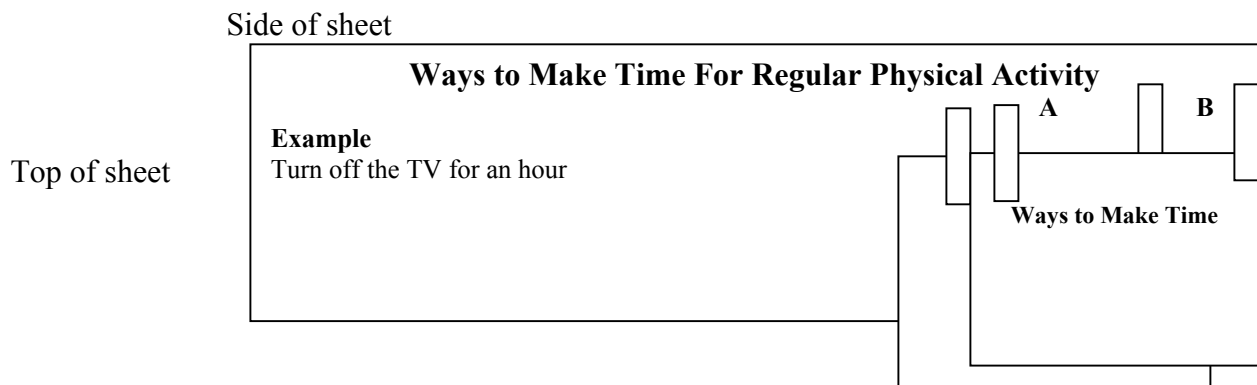 Side of sheet
Ways to Make Time For Regular Physical Activity
A B
Example
Turn off the TV for an hour
Top of sheet
Ways to Make Time